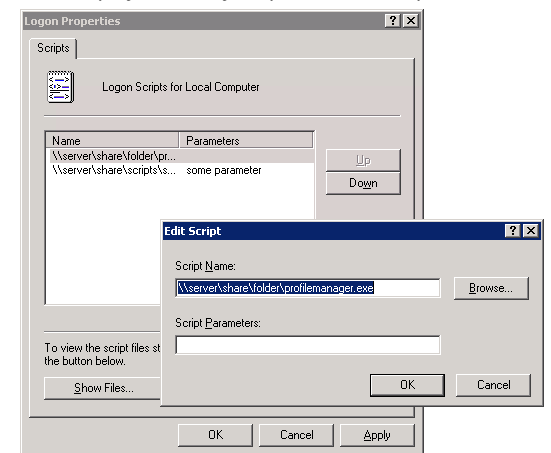 Logon Properties
Scripts
Logon Scripts for Local Computer
Name Parameters
\\server\share\folder\pr...
\\server\share\scripts\s... some parameter
Up
Down
Edit Script
Script Name:
\\server\share\folder\profilemanager.exe
Browse...
Script Parameters:
To view the script files st
the button below.
Show Files...
OK Cancel
OK Cancel Apply